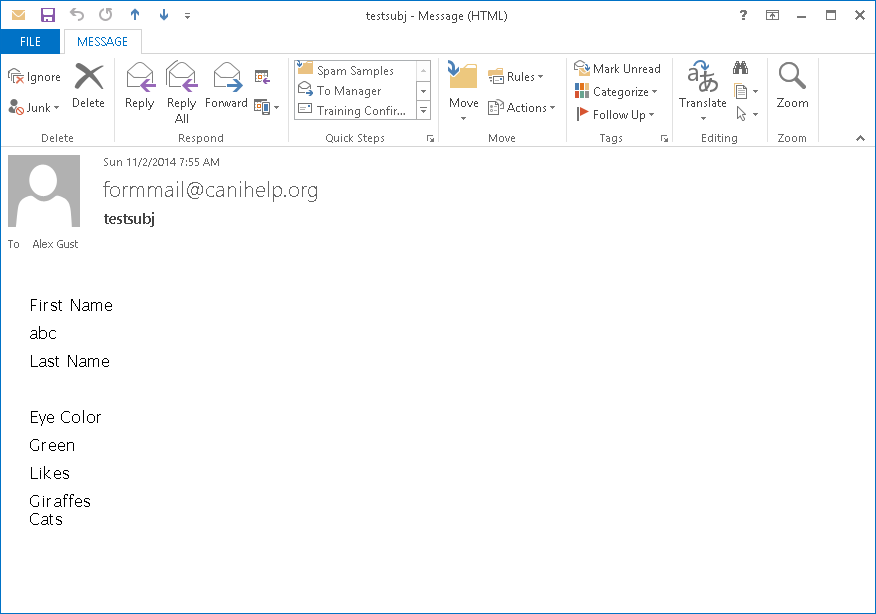 testsubj - Message (HTML)
?
FILE
MESSAGE
Ignore
Junk
Delete
Delete
Reply
Reply All
Forward
Respond
Spam Samples
To Manager
Training Confir...
Quick Steps
Move
Rules
Actions
Move
Mark Unread
Categorize
Follow Up
Tags
Translate
Editing
Zoom
Zoom
Sun 11/2/2014 7:55 AM
formmail@canihelp.org
testsubj
To Alex Gust
First Name
abc
Last Name
Eye Color
Green
Likes
Giraffes
Cats